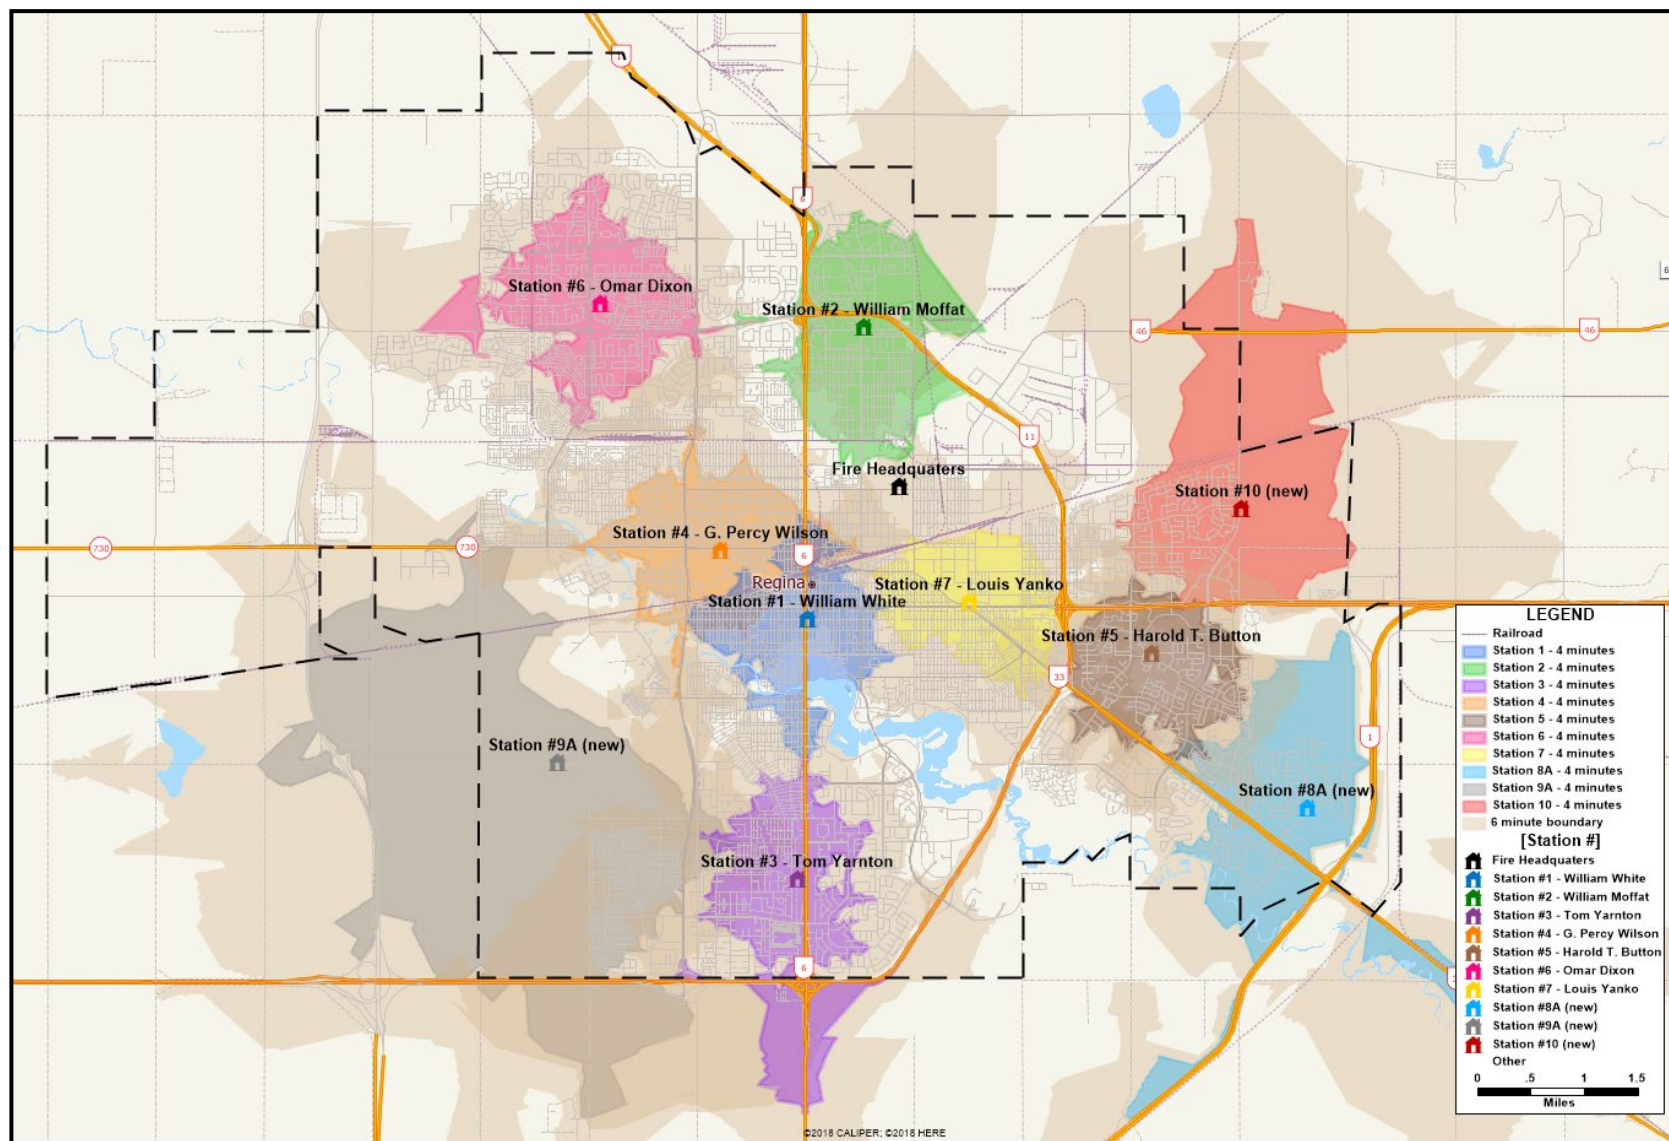 1
6
Station #6 - Omar Dixon
Station #2 - William Moffat
46
46
6
11
Fire Headquaters
Station #10 (new)
Station #4 - G. Percy Wilson
730
730
6
Regina
Station #7 - Louis Yanko
Station #1 - William White
Station #5 - Harold T. Button
33
1
Station #9A (new)
Station #8A (new)
Station #3 - Tom Yarnton
6
©2018 CALIPER; ©2018 HERE
LEGEND
Railroad
Station 1 - 4 minutes
Station 2 - 4 minutes
Station 3 - 4 minutes
Station 4 - 4 minutes
Station 5 - 4 minutes
Station 6 - 4 minutes
Station 7 - 4 minutes
Station 8A - 4 minutes
Station 9A - 4 minutes
Station 10 - 4 minutes
6 minute boundary
[Station #]
Fire Headquaters
Station #1 - William White
Station #2 - William Moffat
Station #3 - Tom Yarnton
Station #4 - G. Percy Wilson
Station #5 - Harold T. Button
Station #6 - Omar Dixon
Station #7 - Louis Yanko
Station #8A (new)
Station #9A (new)
Station #10 (new)
Other
0 .5 1 1.5
Miles